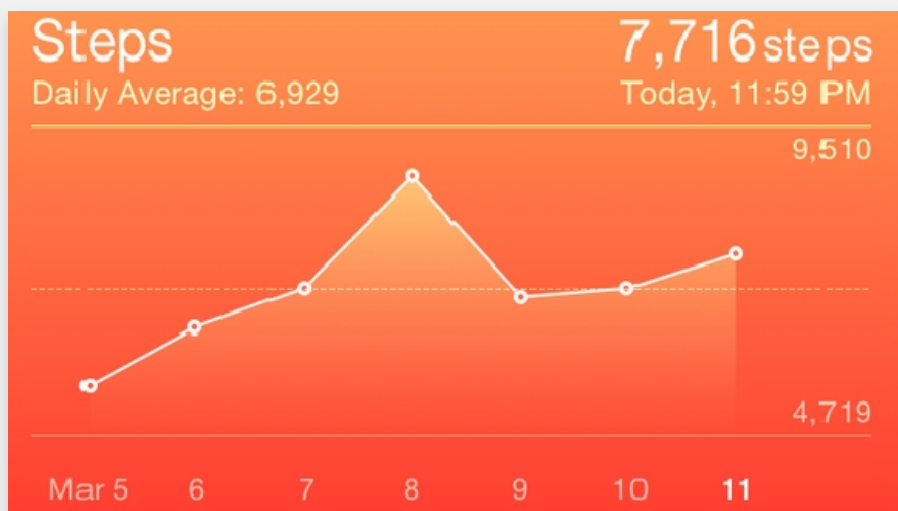 Steps
7,716 steps
Daily Average: 6,929
Today, 11:59 PM
9,510
4,719
Mar 5 6 7 8 9 10 11